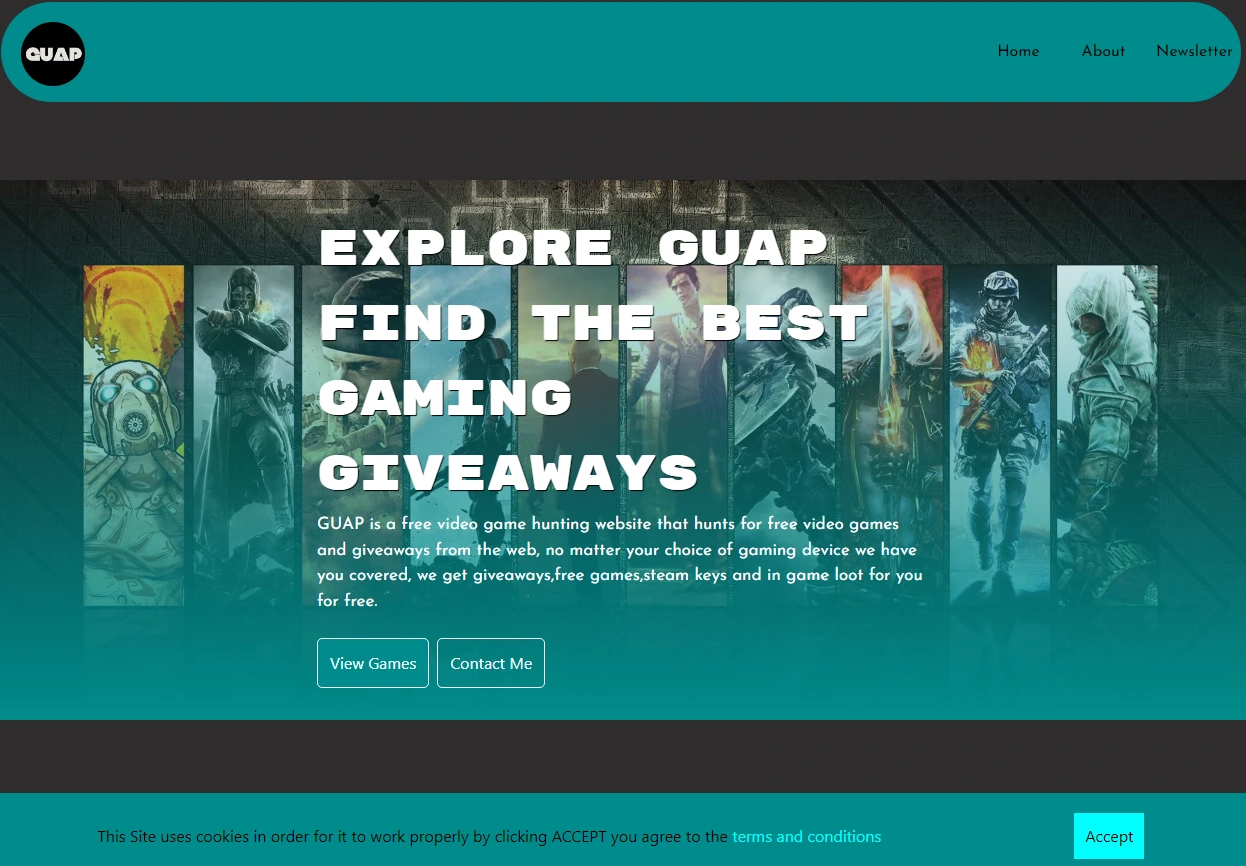 GUAP
Home About Newsletter
EXPLORE GUAP
FIND THE BEST
GAMING
GIVEAWAYS
GUAP is a free video game hunting website that hunts for free video games
and giveaways from the web, no matter your choice of gaming device we have
you covered, we get giveaways,free games,steam keys and in game loot for you
for free.
View Games Contact Me
This Site uses cookies in order for it to work properly by clicking ACCEPT you agree to the terms and conditions
Accept